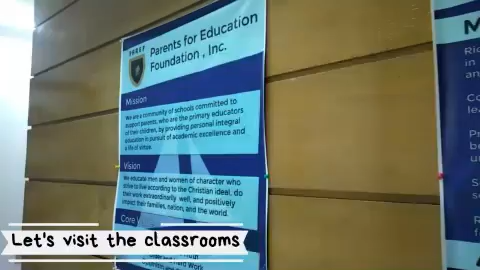 Parents for Education
Foundation , Inc.
Mission
We are a community of schools committed to
support parents, who are the primary educators
of their children, by providing personal integral
education in pursuit of academic excellence and
a life of virtue.
Vision
We educate men and women of character who
strive to live according to the Christian ideal, do
their work extraordinarily well, and positively
impact their families, nation, and the world.
Core
Work
M
Let's visit the classrooms